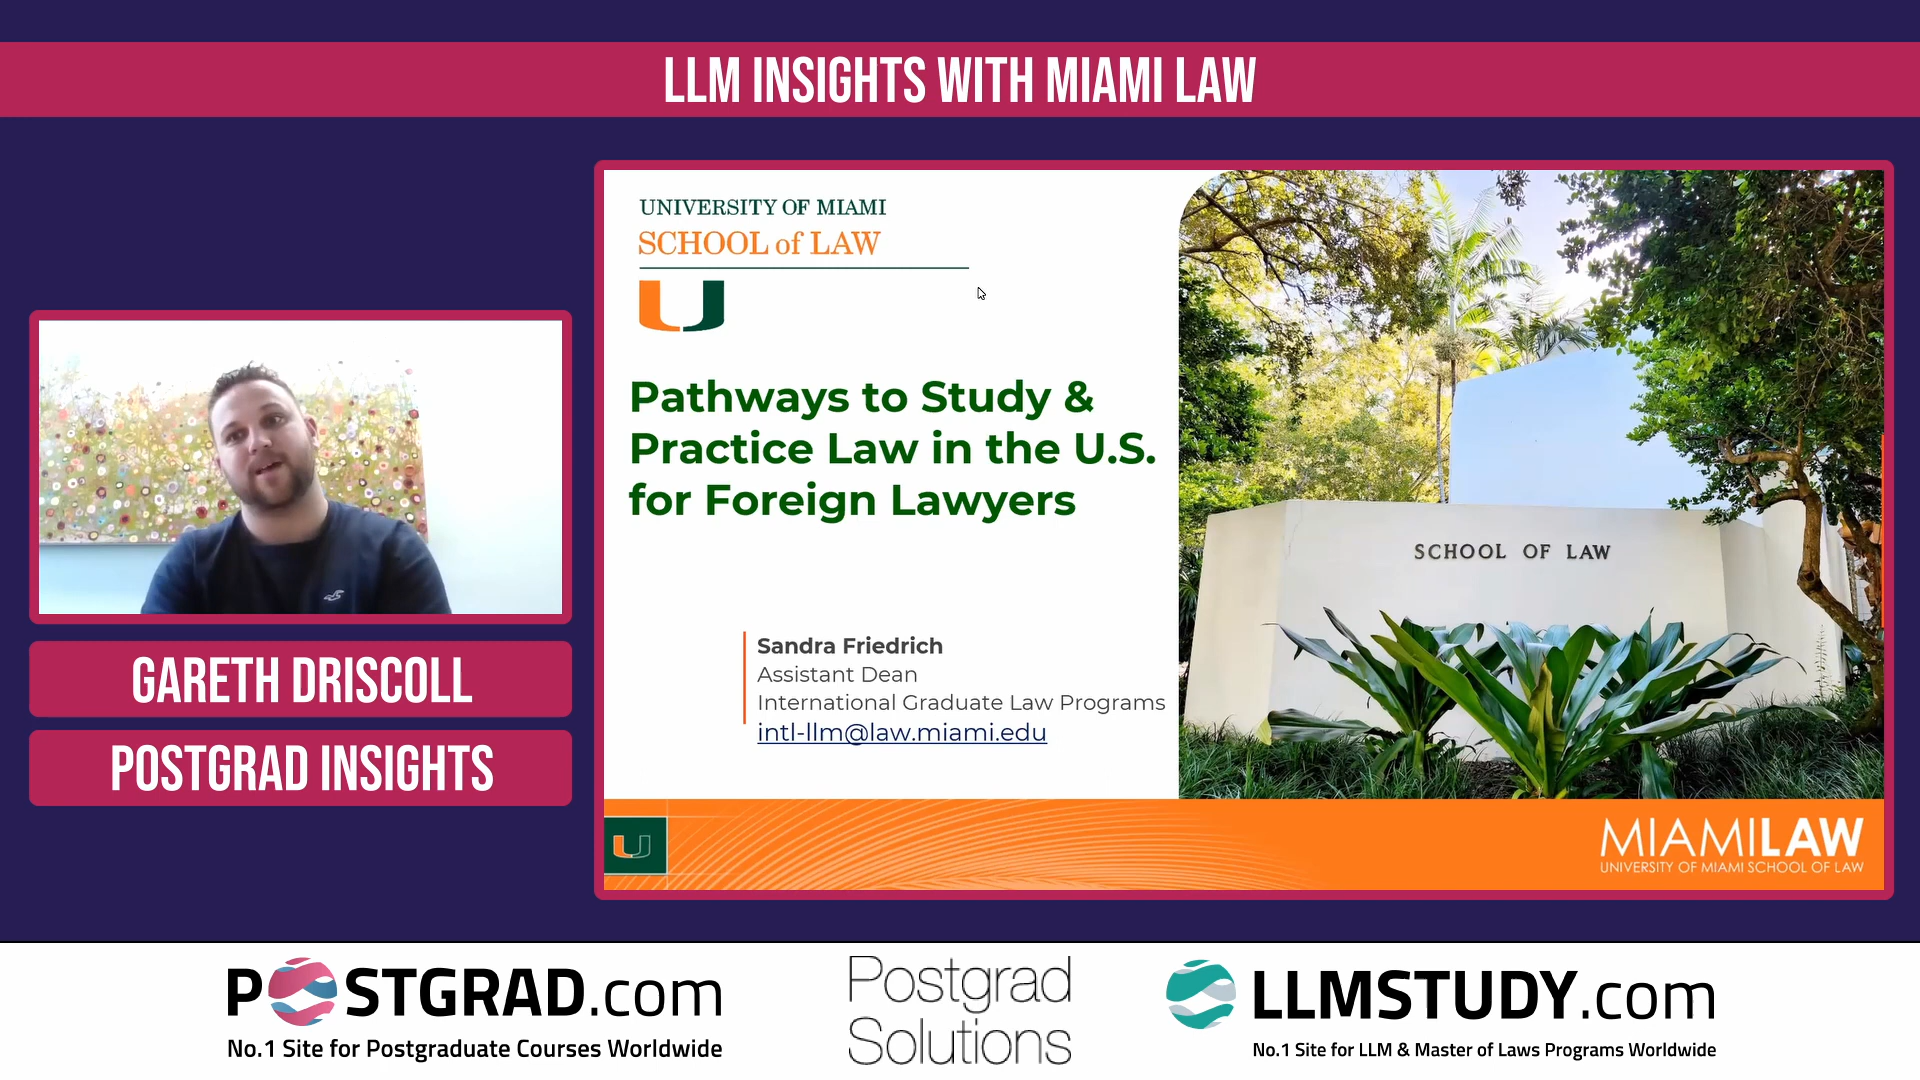 LLM INSIGHTS WITH MIAMI LAW
UNIVERSITY OF MIAMI
SCHOOL of LAW
Pathways to Study &
Practice Law in the U.S.
for Foreign Lawyers
Sandra Friedrich
Assistant Dean
International Graduate Law Programs
intl-llm@law.miami.edu
SCHOOL OF LAW
MIAMILAW
UNIVERSITY OF MIAMI SCHOOL OF LAW
GARETH DRISCOLL
POSTGRAD INSIGHTS
POSTGRAD.com
No.1 Site for Postgraduate Courses Worldwide
Postgrad
Solutions
LLMSTUDY.com
No.1 Site for LLM & Master of Laws Programs Worldwide